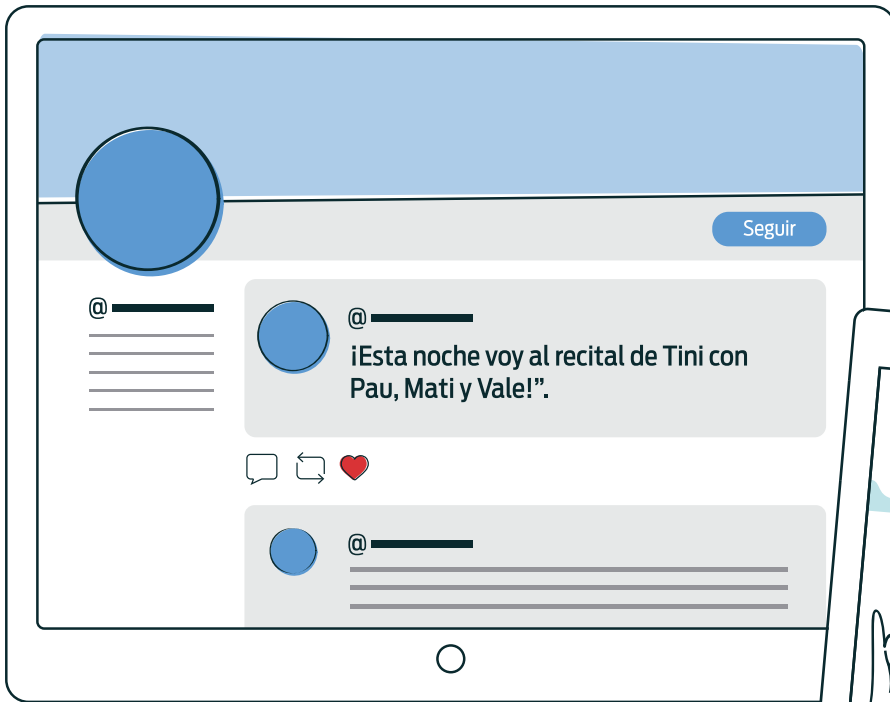 Seguir
@
@
¡Esta noche voy al recital de Tini con
Pau, Mati y Vale!”.
@